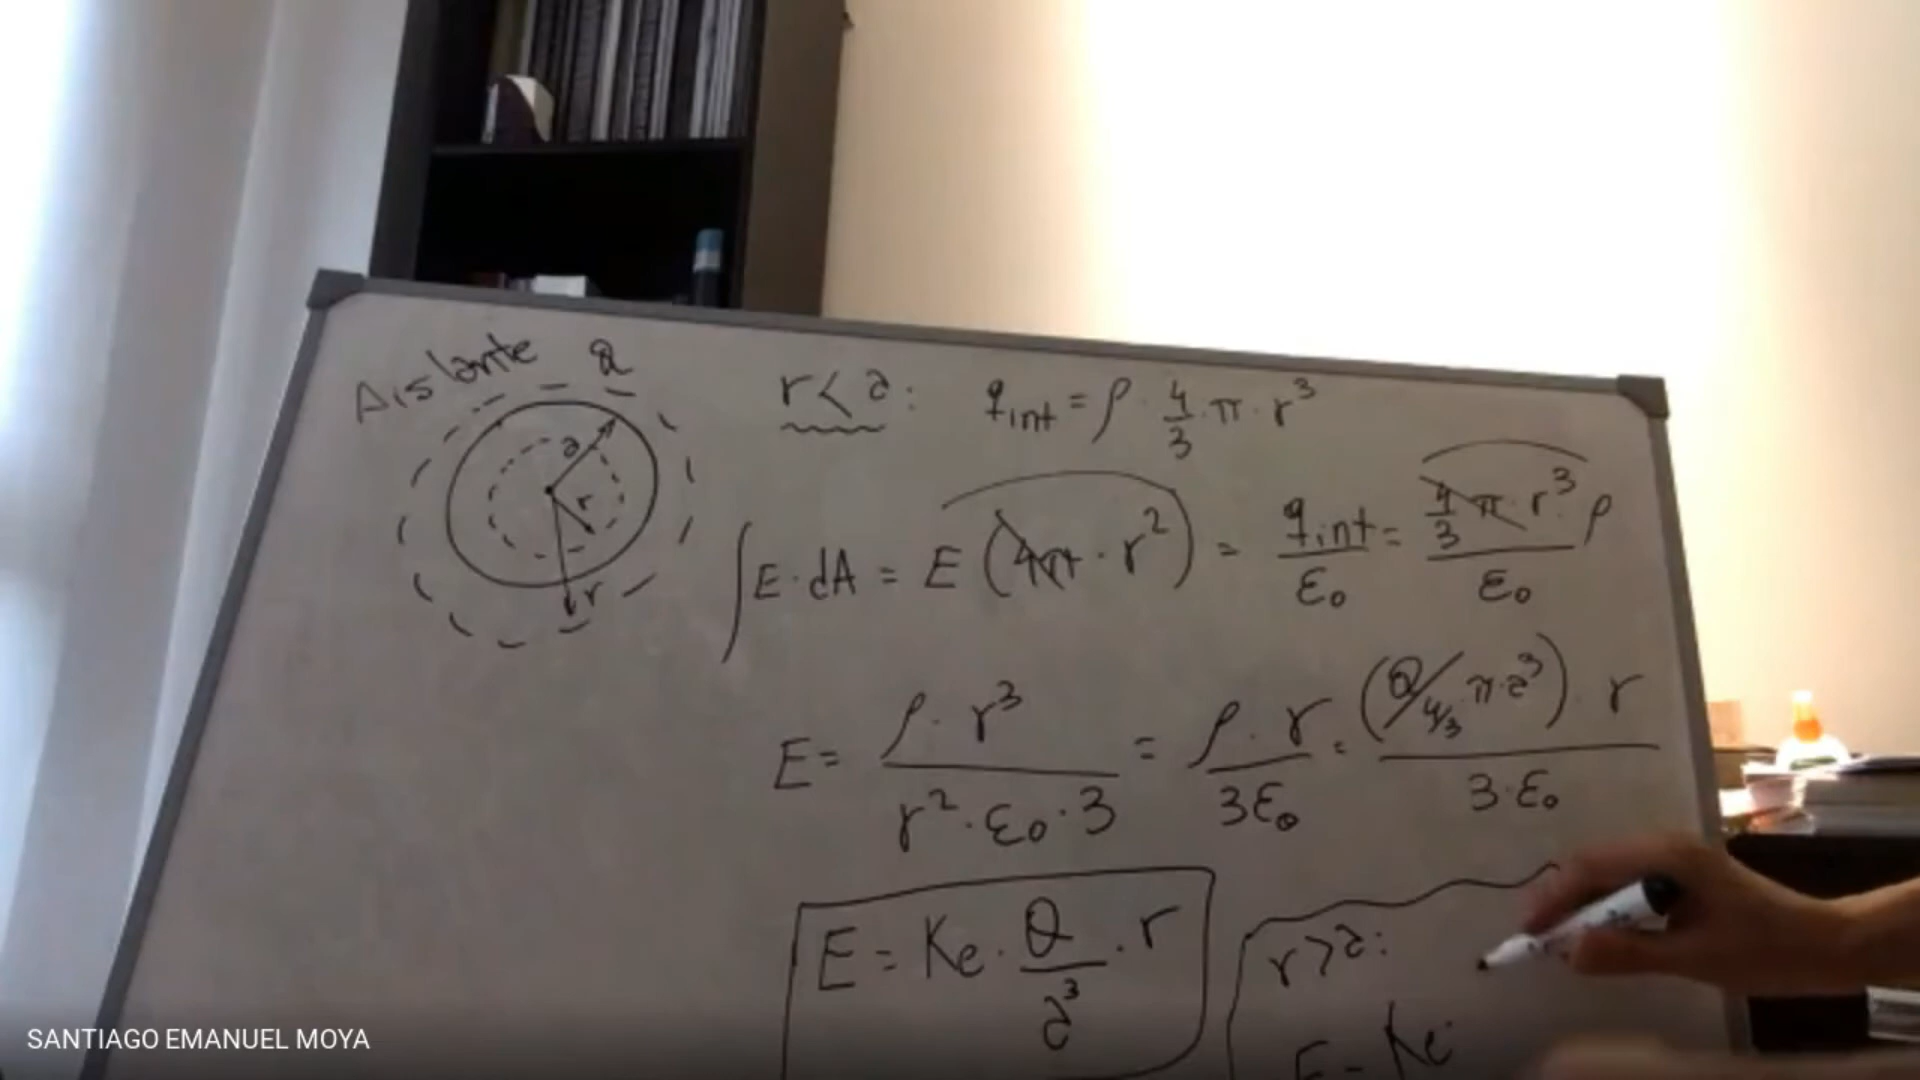 Aislante Q
a
r
r
r < a : q_int = ρ · 4/3 · π · r³
∫E · dA = E (4π · r²) = q_int/ε₀ = 4/3 π · r³ · ρ / ε₀
E = ρ · r³ / r² · ε₀ · 3 = ρ · r / 3ε₀ = (Q/4/3 π · a³) · r / 3 · ε₀
E = Ke · Q/a³ · r
r > a :
E = Ke
SANTIAGO EMANUEL MOYA